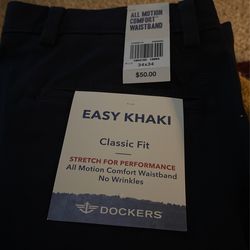 ALL MOTION
COMFORT
WAISTBAND
34x34
$50.00
EASY KHAKI
Classic Fit
STRETCH FOR PERFORMANCE
All Motion Comfort Waistband
No Wrinkles
DOCKERS